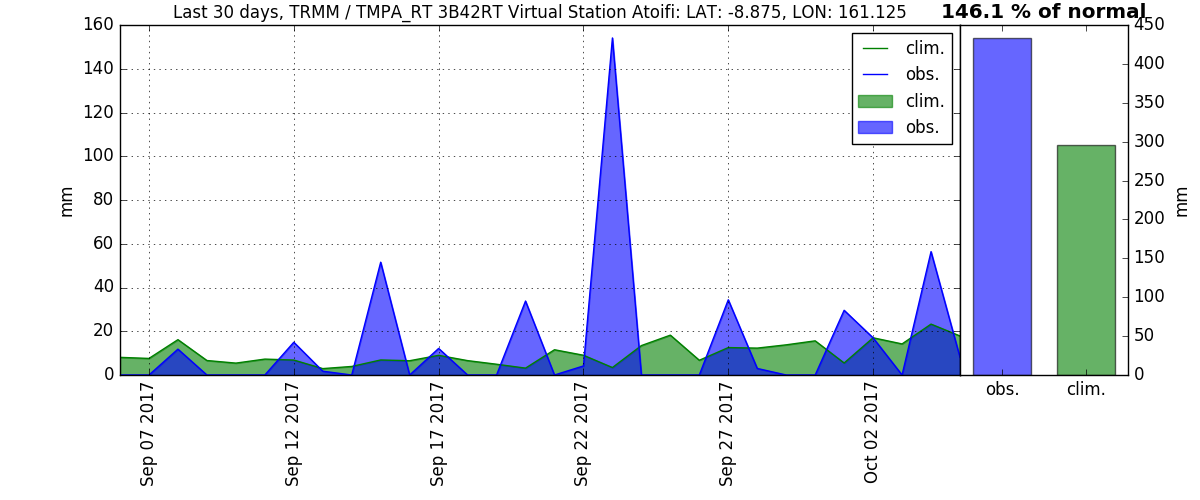 Last 30 days, TRMM / TMPA_RT 3B42RT Virtual Station Atoifi: LAT: -8.875, LON: 161.125
146.1 % of normal
160
140
120
100
80
60
40
20
0
mm
clim.
obs.
clim.
obs.
450
400
350
300
250
200
150
100
50
0
mm
Sep 07 2017
Sep 12 2017
Sep 17 2017
Sep 22 2017
Sep 27 2017
Oct 02 2017
obs.
clim.